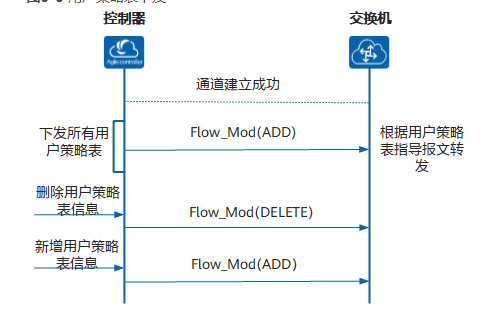 控制器
交换机
Agile controller
通道建立成功
下发所有用
户策略表
Flow_Mod(ADD)
根据用户策略
表指导报文转
发
删除用户策略
表信息
Flow_Mod(DELETE)
新增用户策略
表信息
Flow_Mod(ADD)